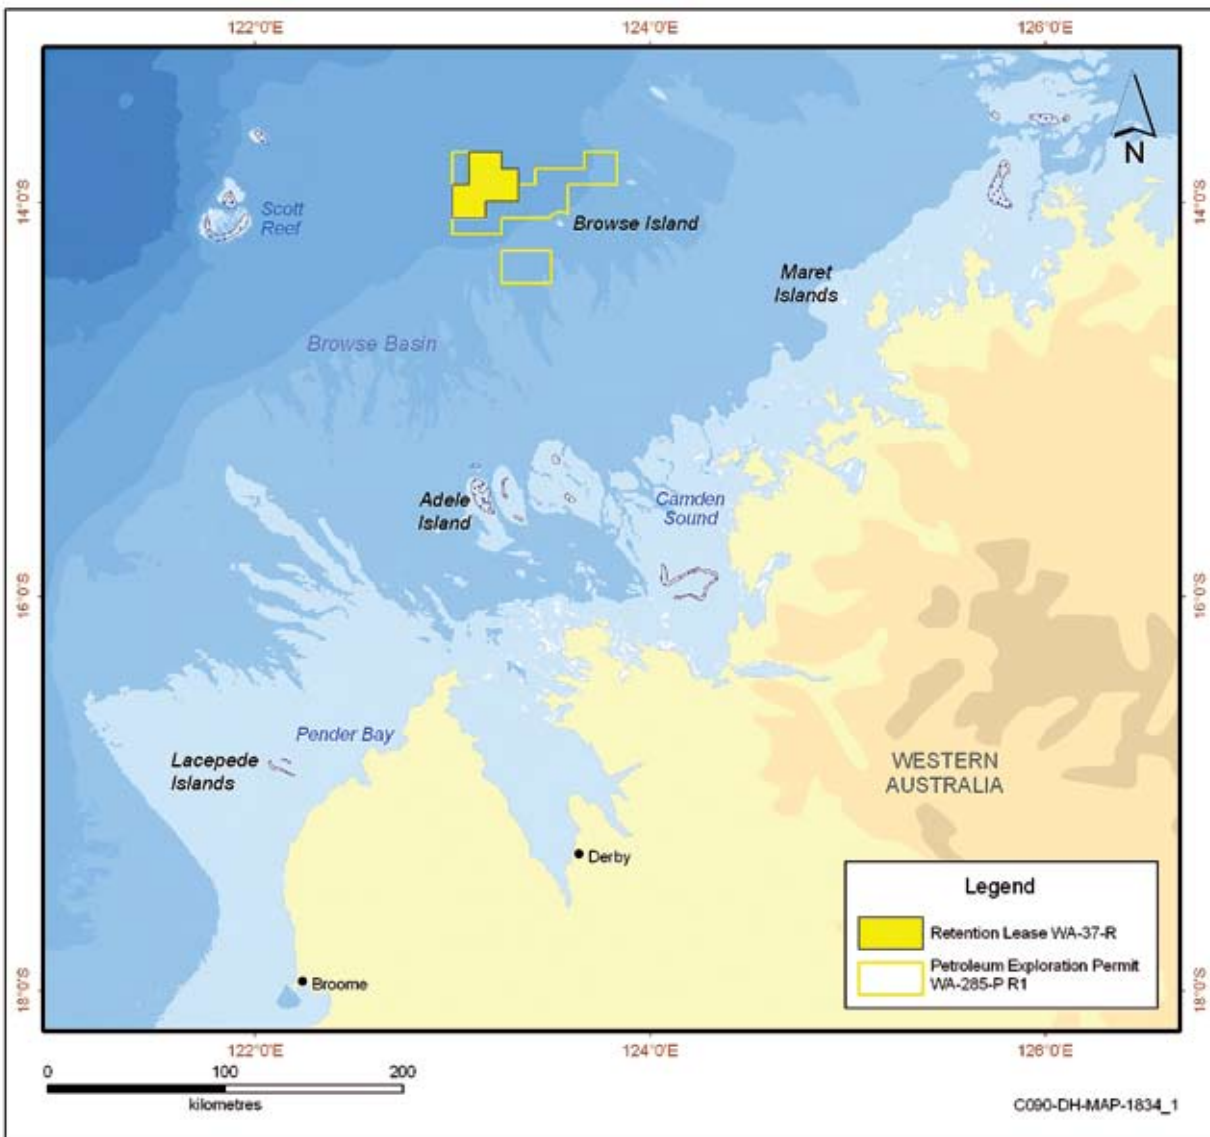 122°0'E
124°0'E
126°0'E
N
14°0'S
14°0'S
Scott
Reef
Browse Island
Maret
Islands
Browse Basin
Adele
Island
Camden
Sound
16°0'S
16°0'S
Pender Bay
Lacepede
Islands
WESTERN
AUSTRALIA
Derby
Broome
Legend
Retention Lease WA-37-R
Petroleum Exploration Permit
WA-285-P R1
18°0'S
18°0'S
122°0'E
124°0'E
126°0'E
0
100
200
kilometres
C090-DH-MAP-1834_1